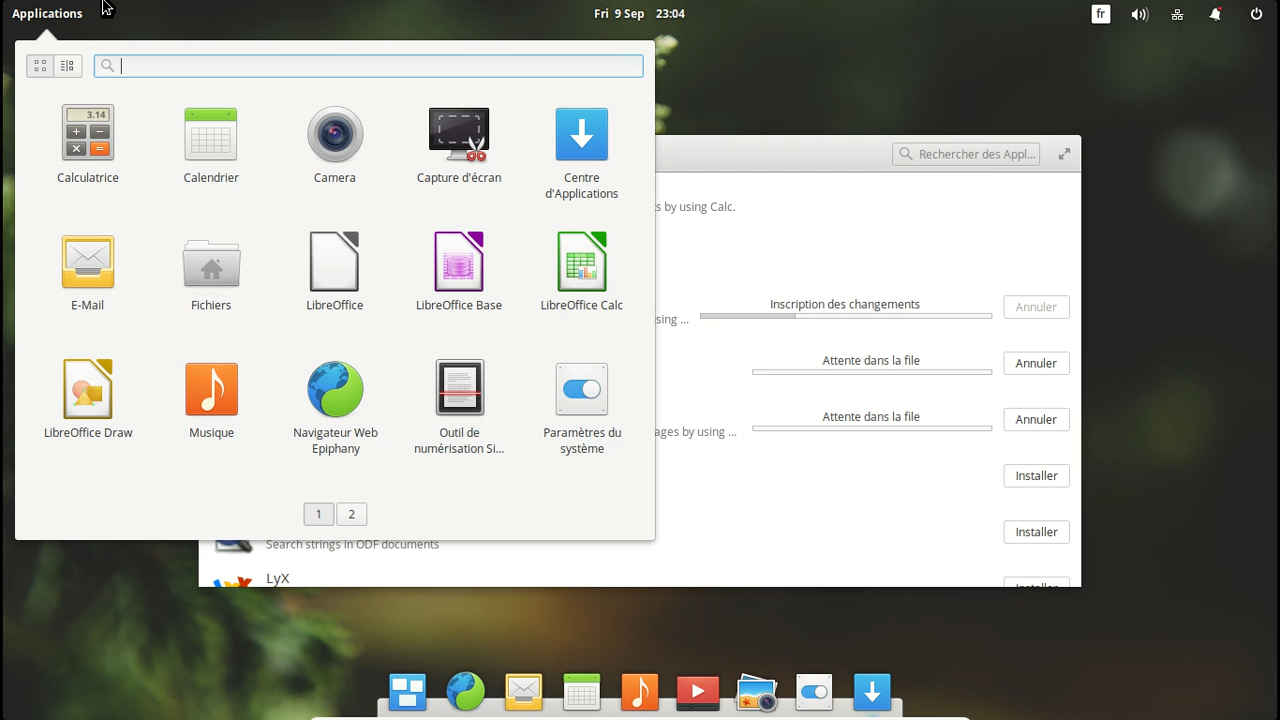 Applications
Fri 9 Sep 23:04
fr
3.14
Calculatrice
Calendrier
Camera
Capture d'écran
Centre
d'Applications
E-Mail
Fichiers
LibreOffice
LibreOffice Base
LibreOffice Calc
LibreOffice Draw
Musique
Navigateur Web
Epiphany
Outil de
numérisation Si...
Paramètres du
système
1
2
Rechercher des Appl...
s by using Calc.
Inscription des changements
Annuler
sing ...
Attente dans la file
Annuler
Attente dans la file
Annuler
ages by using ...
Installer
Installer
Search strings in ODF documents
LyX
Installer